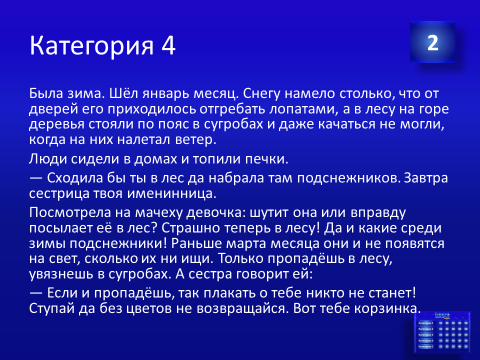 Категория 4
2
Была зима. Шёл январь месяц. Снегу намело столько, что от
дверей его приходилось отгребать лопатами, а в лесу на горе
деревья стояли по пояс в сугробах и даже качаться не могли,
когда на них налетал ветер.
Люди сидели в домах и топили печки.
— Сходила бы ты в лес да набрала там подснежников. Завтра
сестрица твоя именинница.
Посмотрела на мачеху девочка: шутит она или вправду
посылает её в лес? Страшно теперь в лесу! Да и какие среди
зимы подснежники! Раньше марта месяца они и не появятся
на свет, сколько их ни ищи. Только пропадёшь в лесу,
увязнешь в сугробах. А сестра говорит ей:
— Если и пропадёшь, так плакать о тебе никто не станет!
Ступай да без цветов не возвращайся. Вот тебе корзинка.